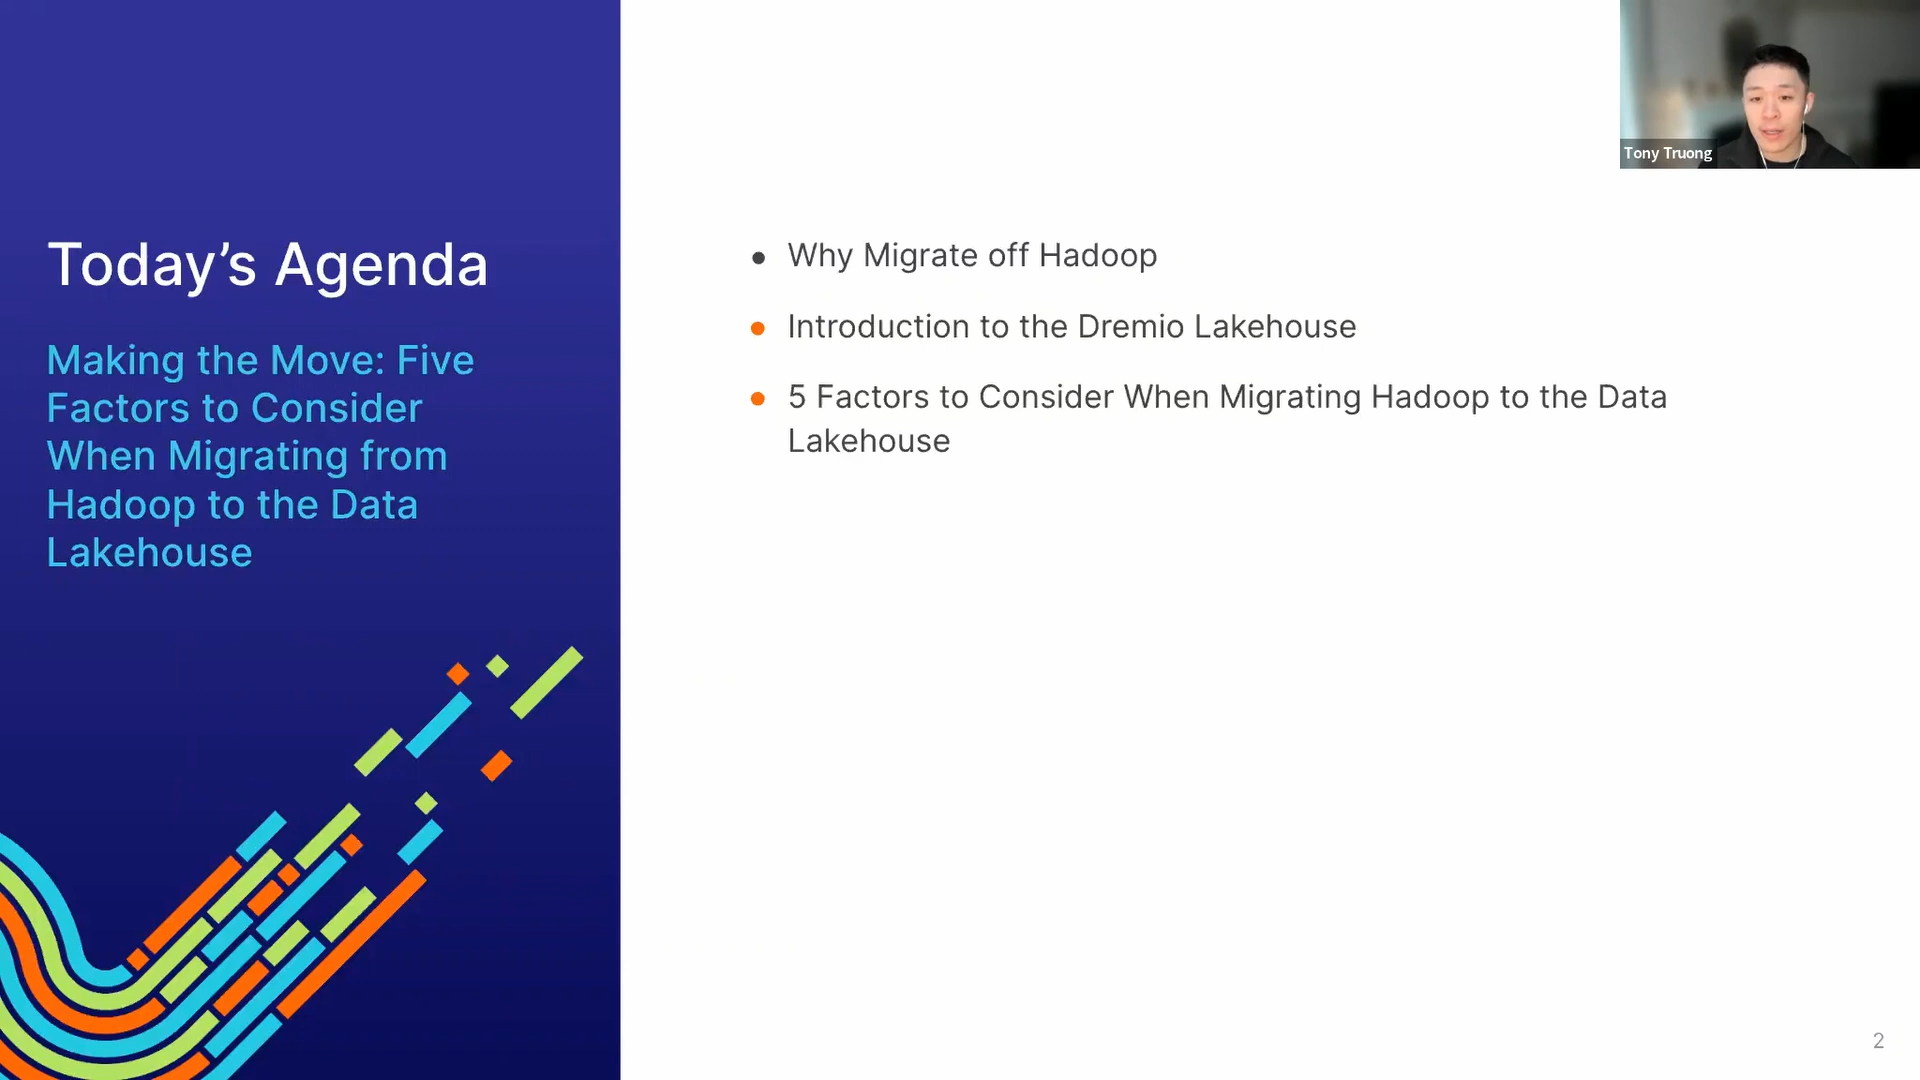 Today’s Agenda
Making the Move: Five
Factors to Consider
When Migrating from
Hadoop to the Data
Lakehouse
• Why Migrate off Hadoop
• Introduction to the Dremio Lakehouse
• 5 Factors to Consider When Migrating Hadoop to the Data
Lakehouse
Tony Truong
2